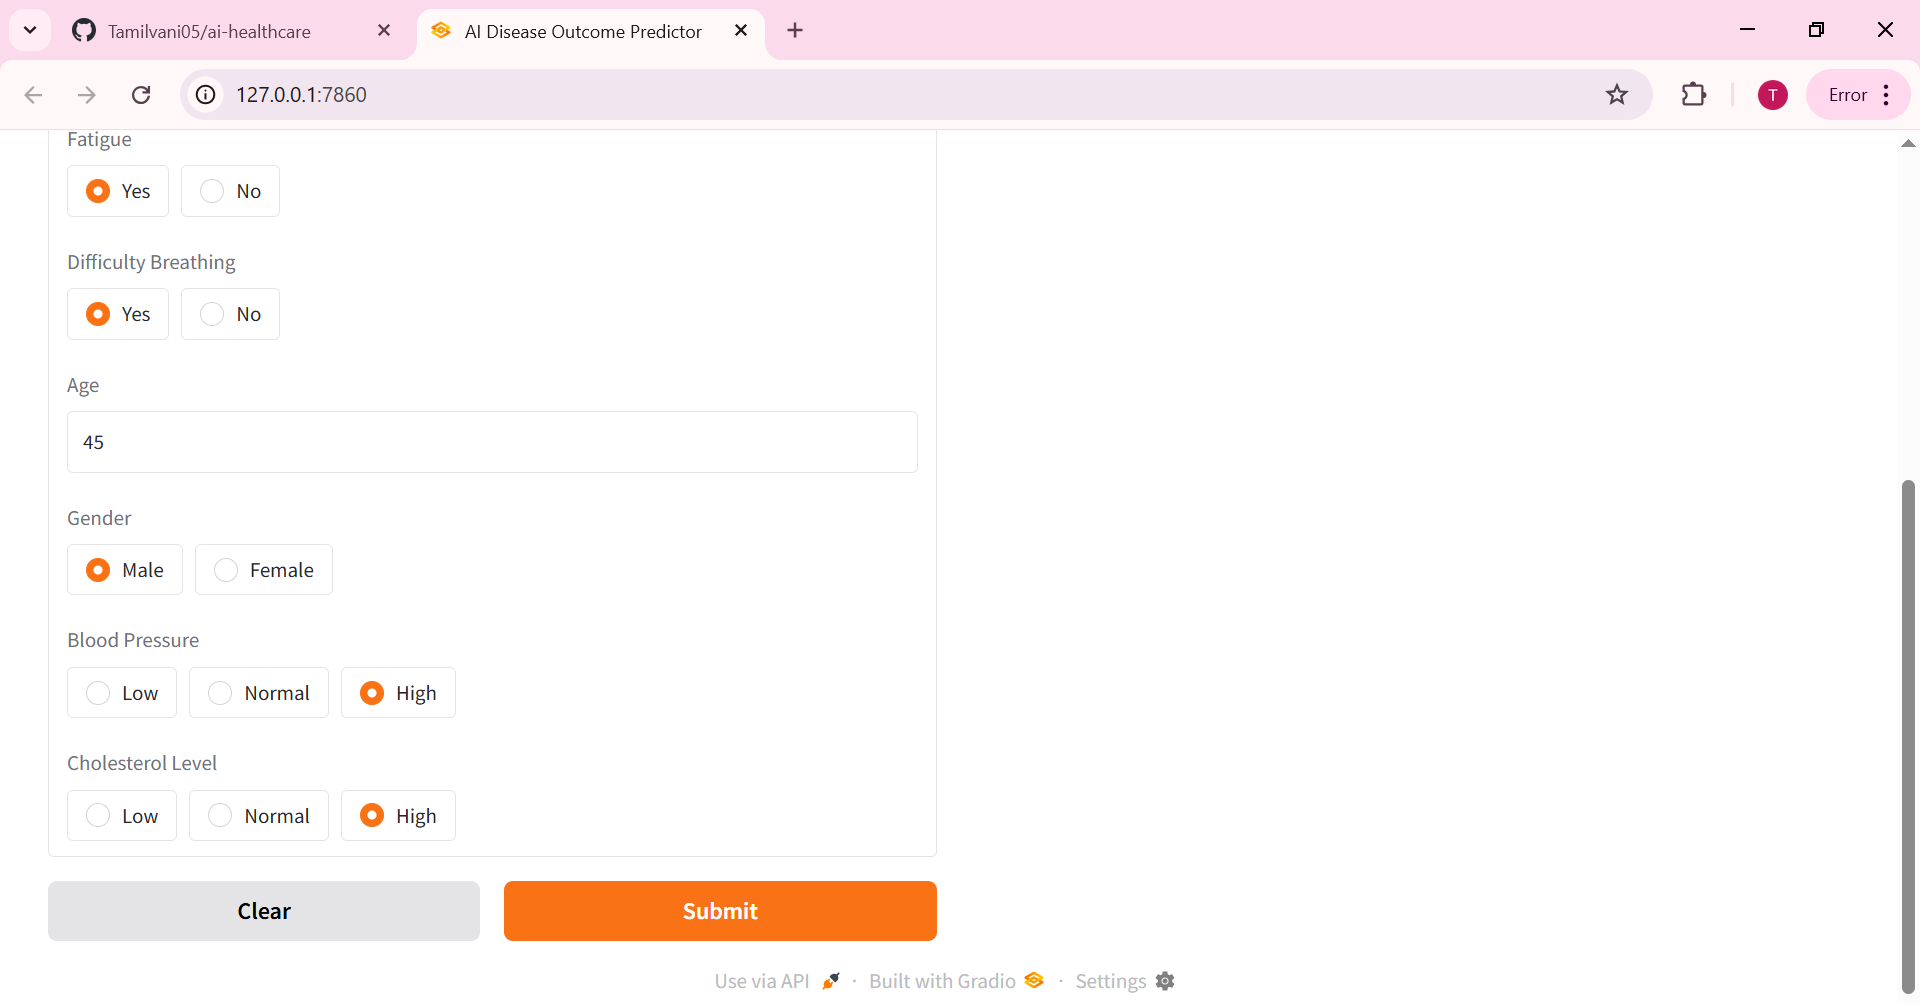 Tamilvani05/ai-healthcare
AI Disease Outcome Predictor
127.0.0.1:7860
T
Error
Fatigue
Yes No
Difficulty Breathing
Yes No
Age
45
Gender
Male Female
Blood Pressure
Low Normal High
Cholesterol Level
Low Normal High
Clear Submit
Use via API · Built with Gradio · Settings